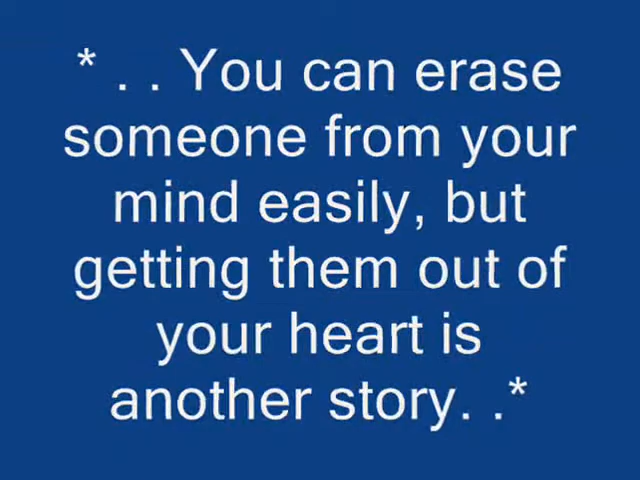 * . . You can erase
someone from your
mind easily, but
getting them out of
your heart is
another story. .*